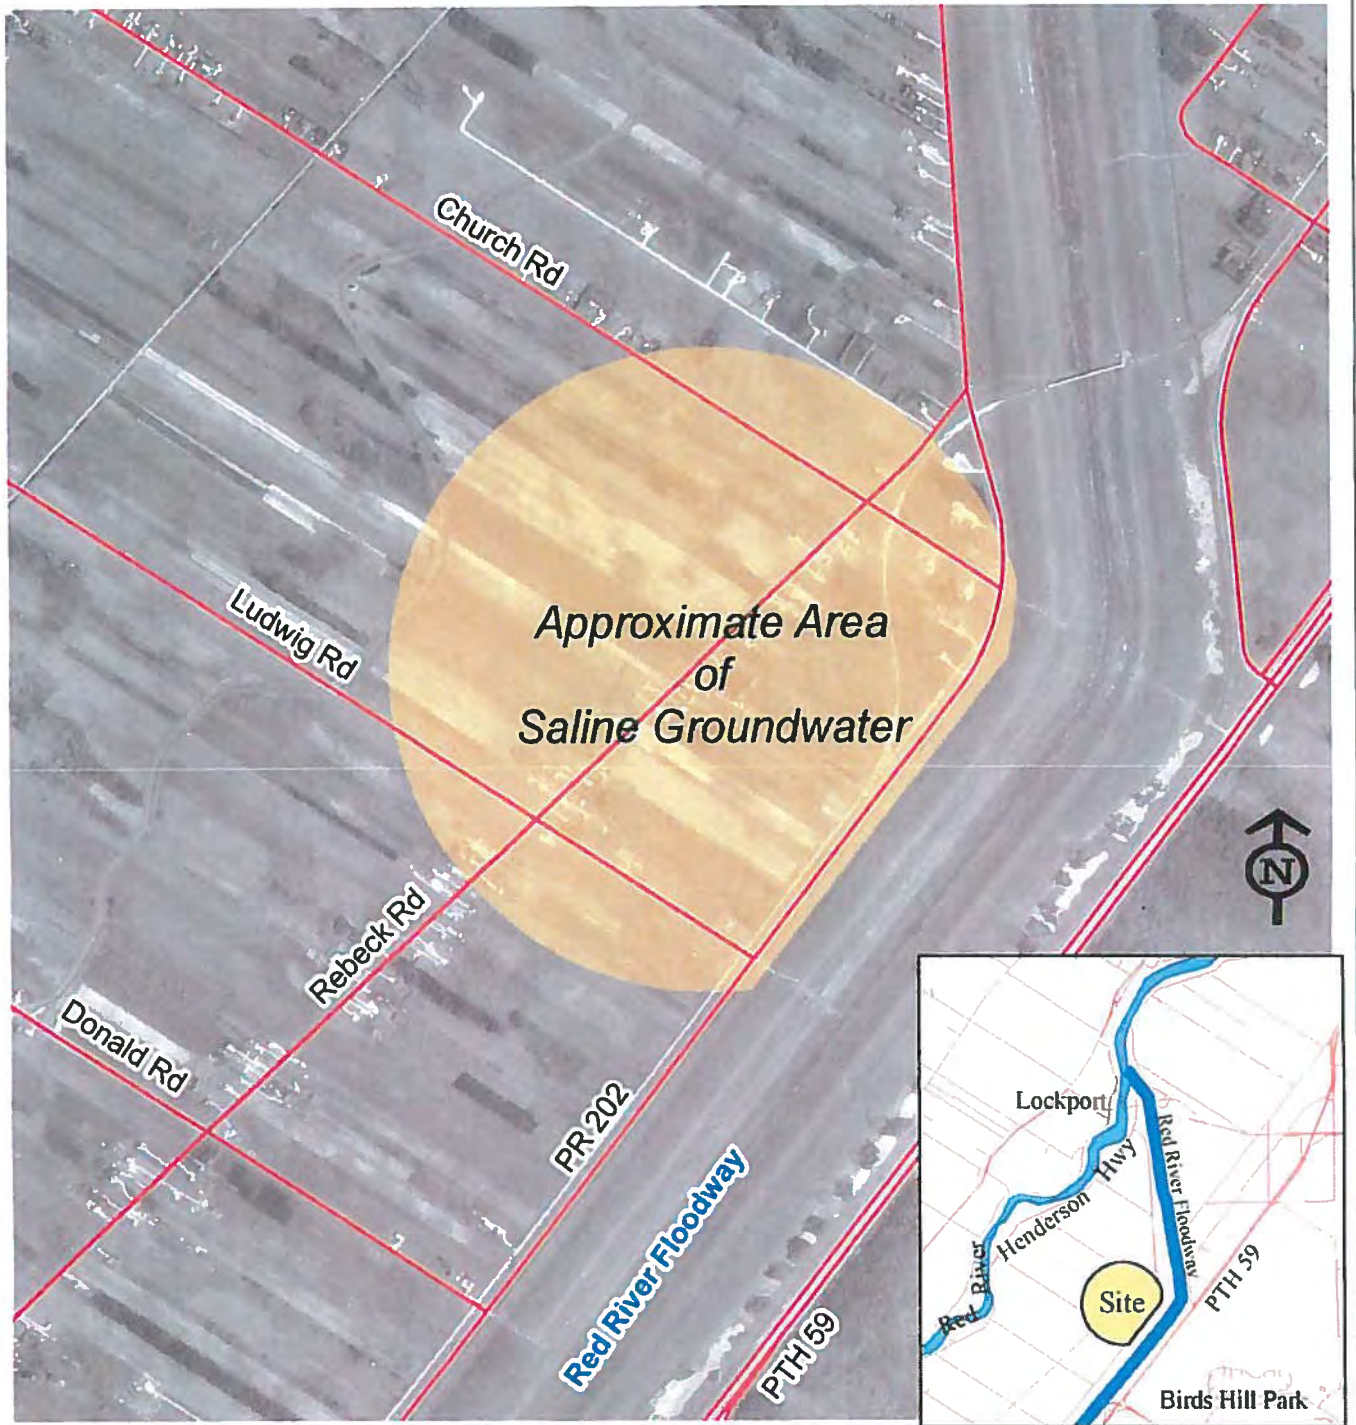 Church Rd
Ludwig Rd
Approximate Area
of
Saline Groundwater
Rebeck Rd
Donald Rd
PR 202
Red River Floodway
PTH 59
N
Lockport
Henderson Hwy
Red River Floodway
Red River
PTH 59
Site
Birds Hill Park